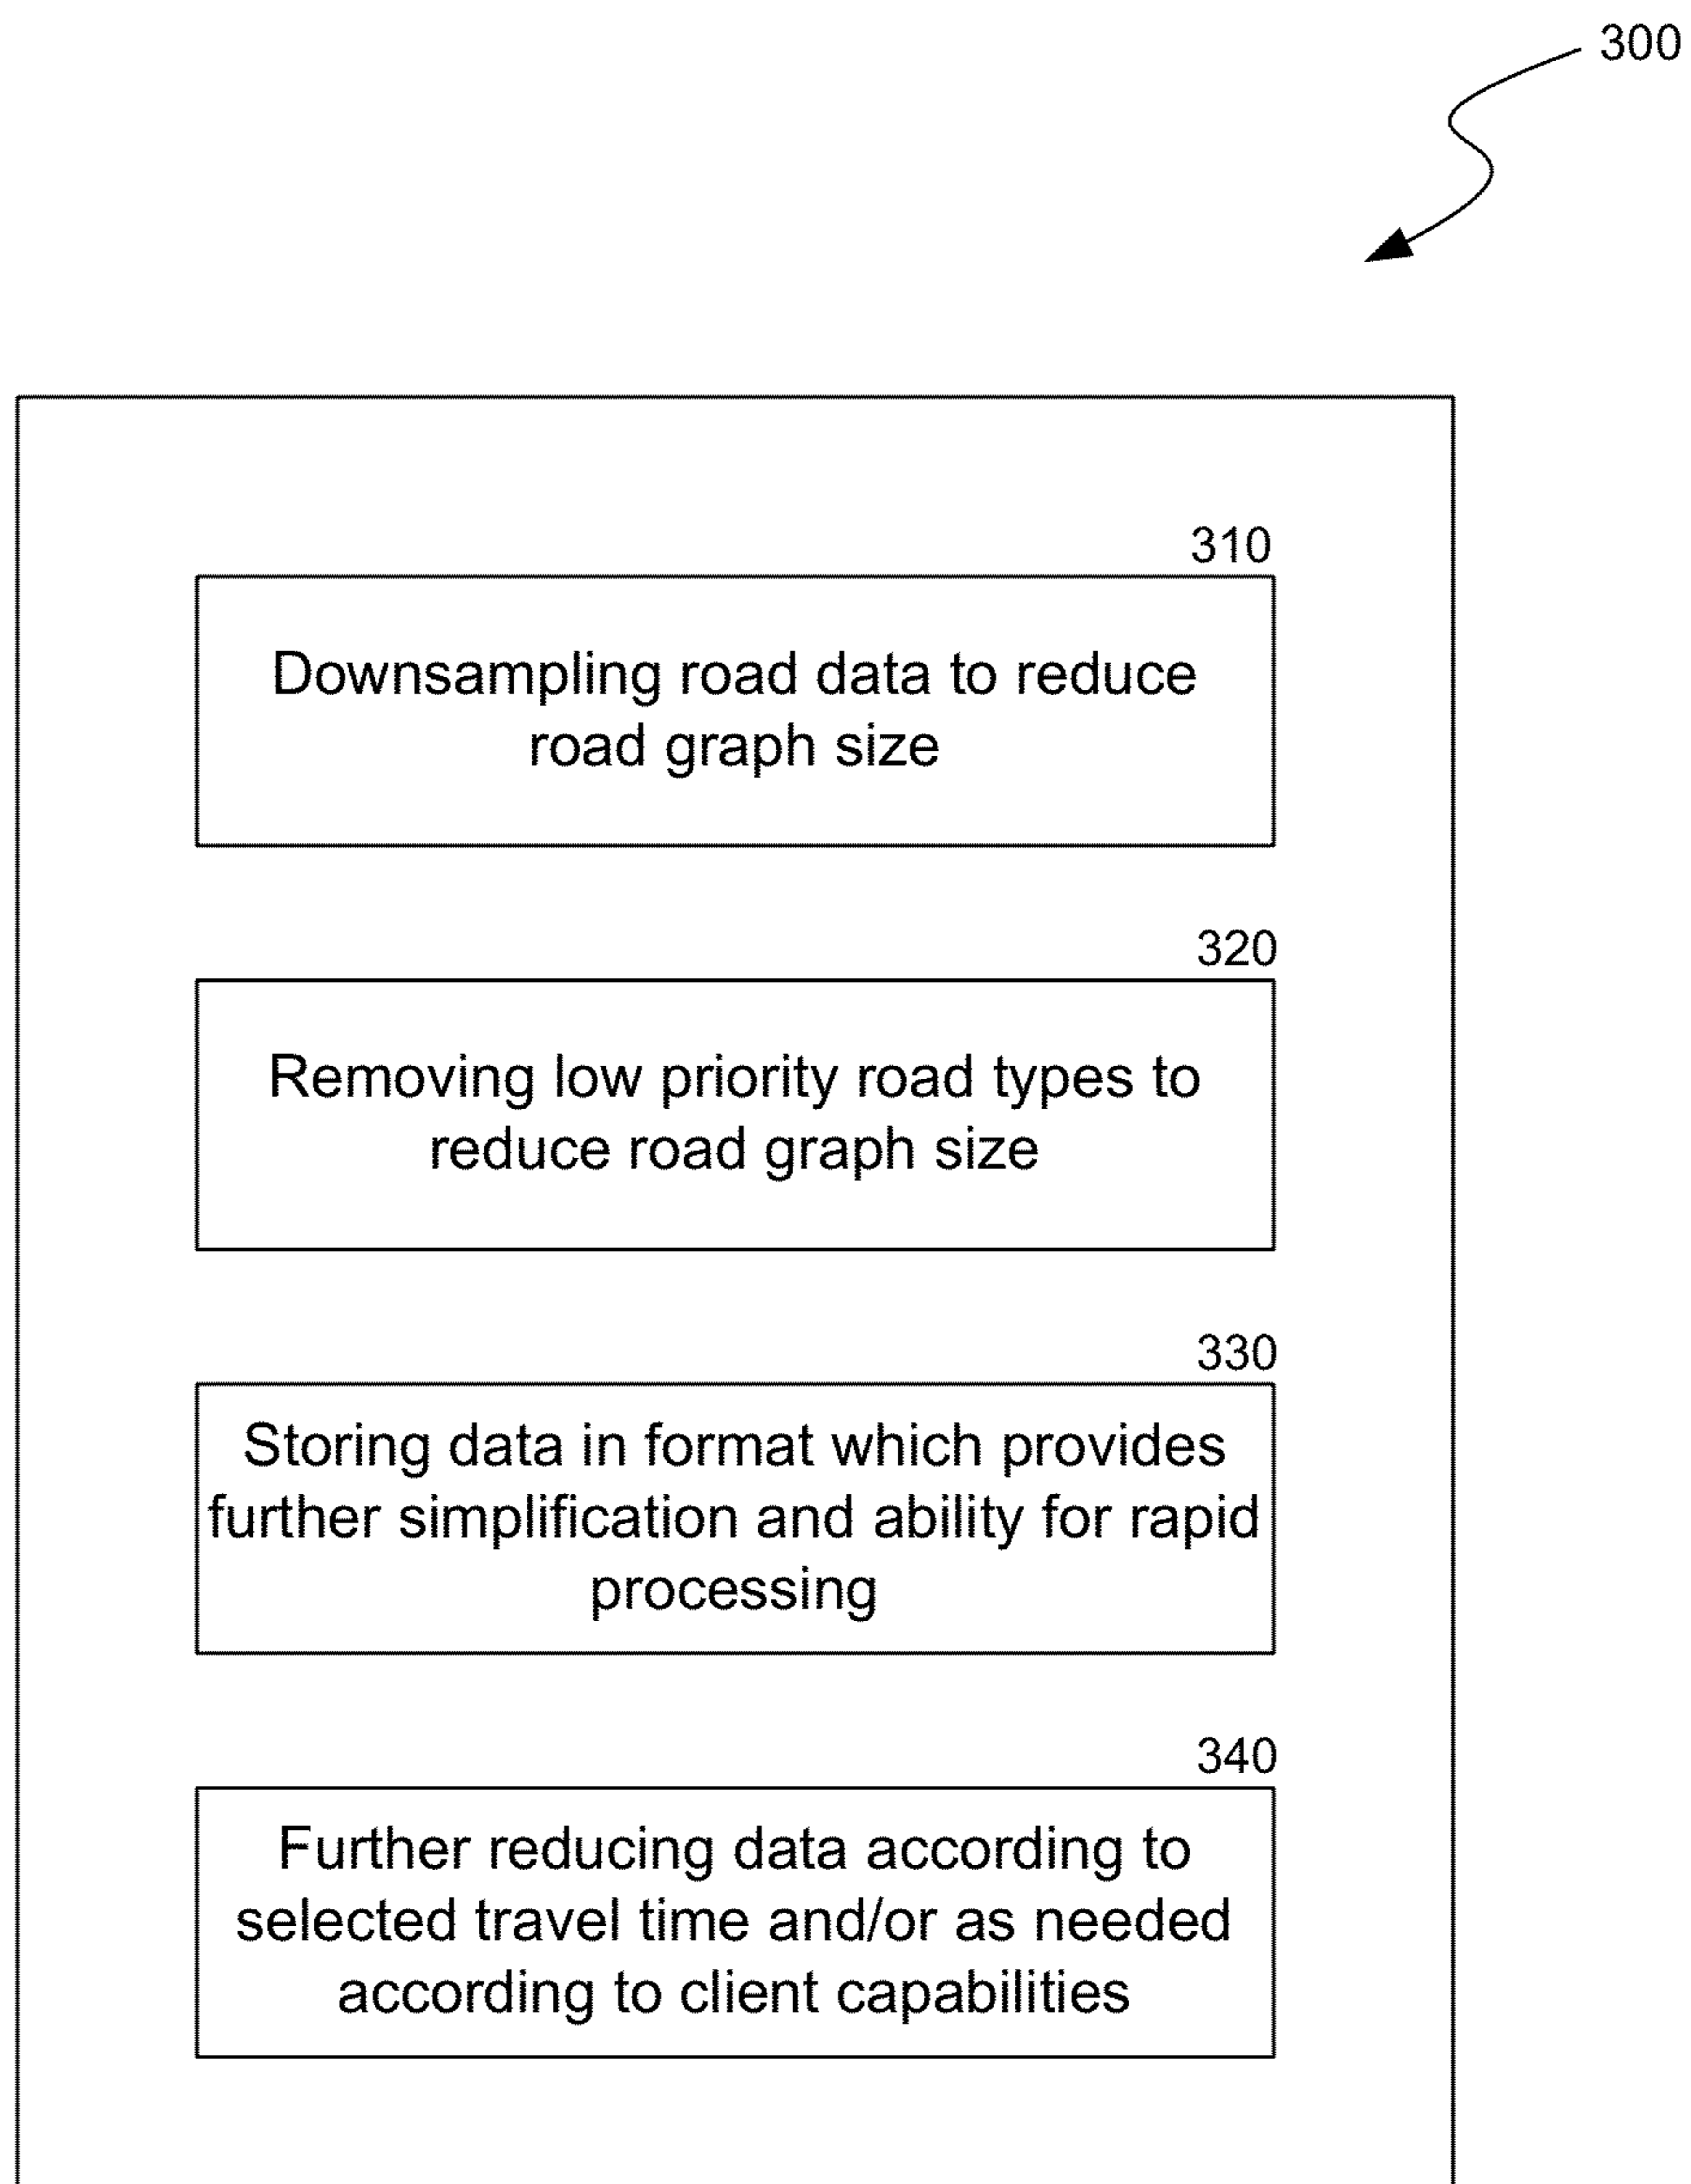 300
310
Downsampling road data to reduce
road graph size
320
Removing low priority road types to
reduce road graph size
330
Storing data in format which provides
further simplification and ability for rapid
processing
340
Further reducing data according to
selected travel time and/or as needed
according to client capabilities